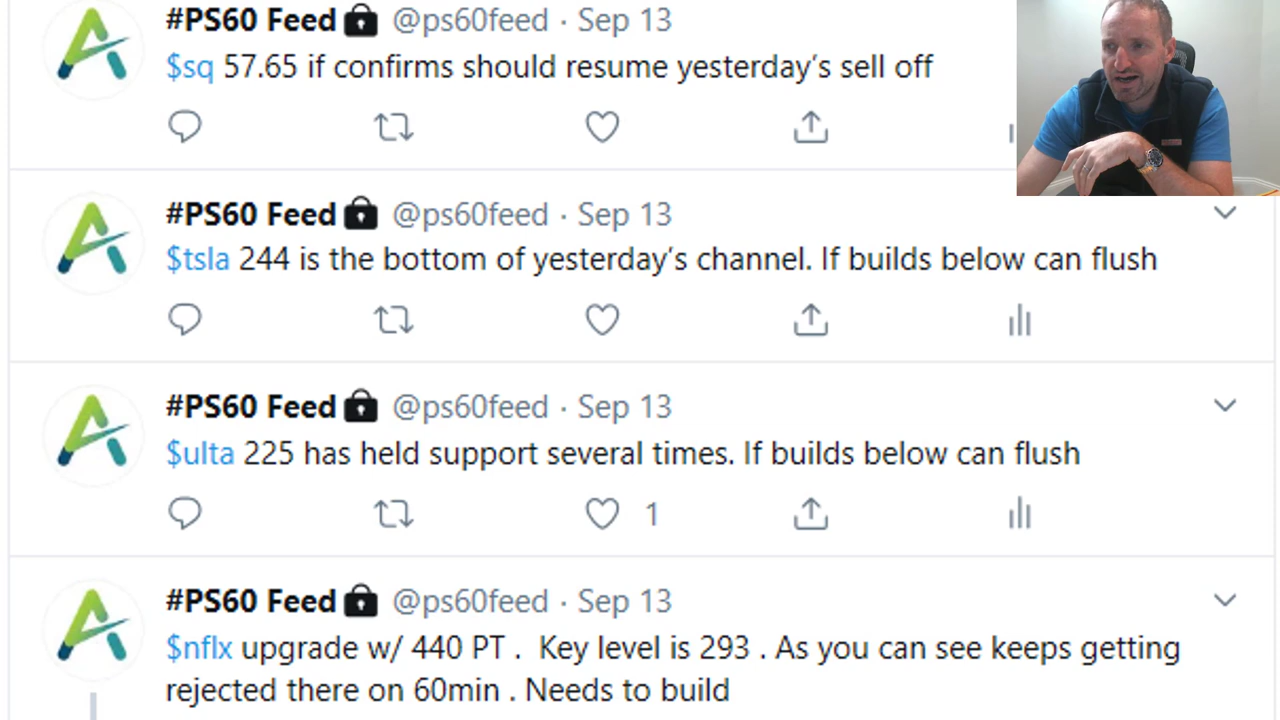 #PS60 Feed @ps60feed · Sep 13
$sq 57.65 if confirms should resume yesterday’s sell off
#PS60 Feed @ps60feed · Sep 13
$tsla 244 is the bottom of yesterday’s channel. If builds below can flush
#PS60 Feed @ps60feed · Sep 13
$ulta 225 has held support several times. If builds below can flush
1
#PS60 Feed @ps60feed · Sep 13
$nflx upgrade w/ 440 PT . Key level is 293 . As you can see keeps getting
rejected there on 60min . Needs to build